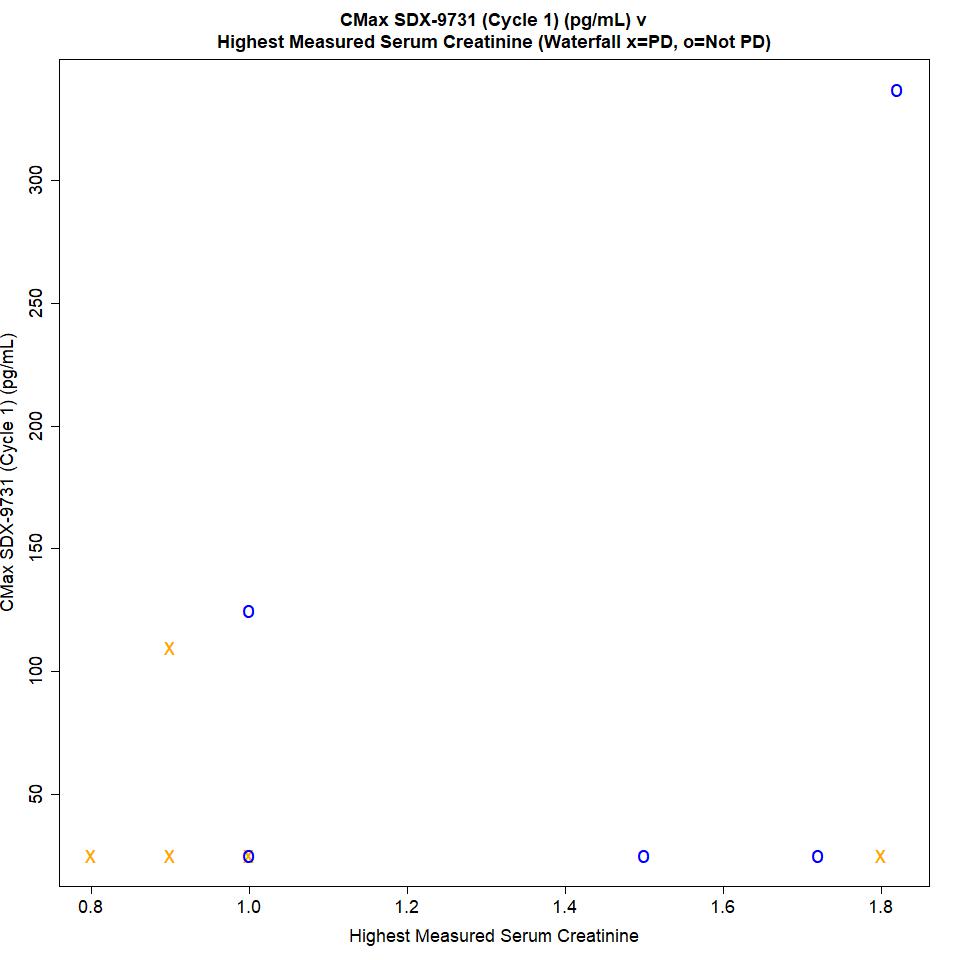 CMax SDX-9731 (Cycle 1) (pg/mL) v
Highest Measured Serum Creatinine (Waterfall x=PD, o=Not PD)
CMax SDX-9731 (Cycle 1) (pg/mL)
300
250
200
150
100
50
o
o
x
x
x
x
o
o
o
x
0.8
1.0
1.2
1.4
1.6
1.8
Highest Measured Serum Creatinine